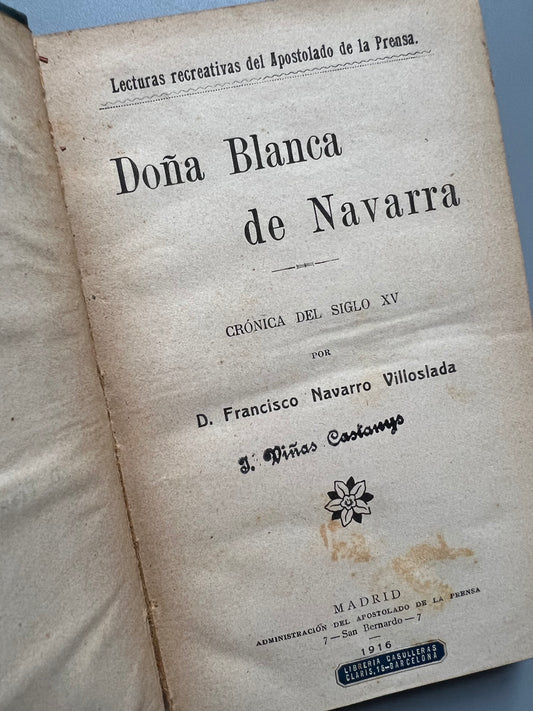 Lecturas recreativas del Apostolado de la Prensa.
Doña Blanca
de Navarra
CRÓNICA DEL SIGLO XV
POR
D. Francisco Navarro Villoslada
J. Viñas Castanys
MADRID
ADMINISTRACIÓN DEL APOSTOLADO DE LA PRENSA
7—San Bernardo—7
1916
LIBRERIA CASULLERAS
CLARIS, 15-BARCELONA